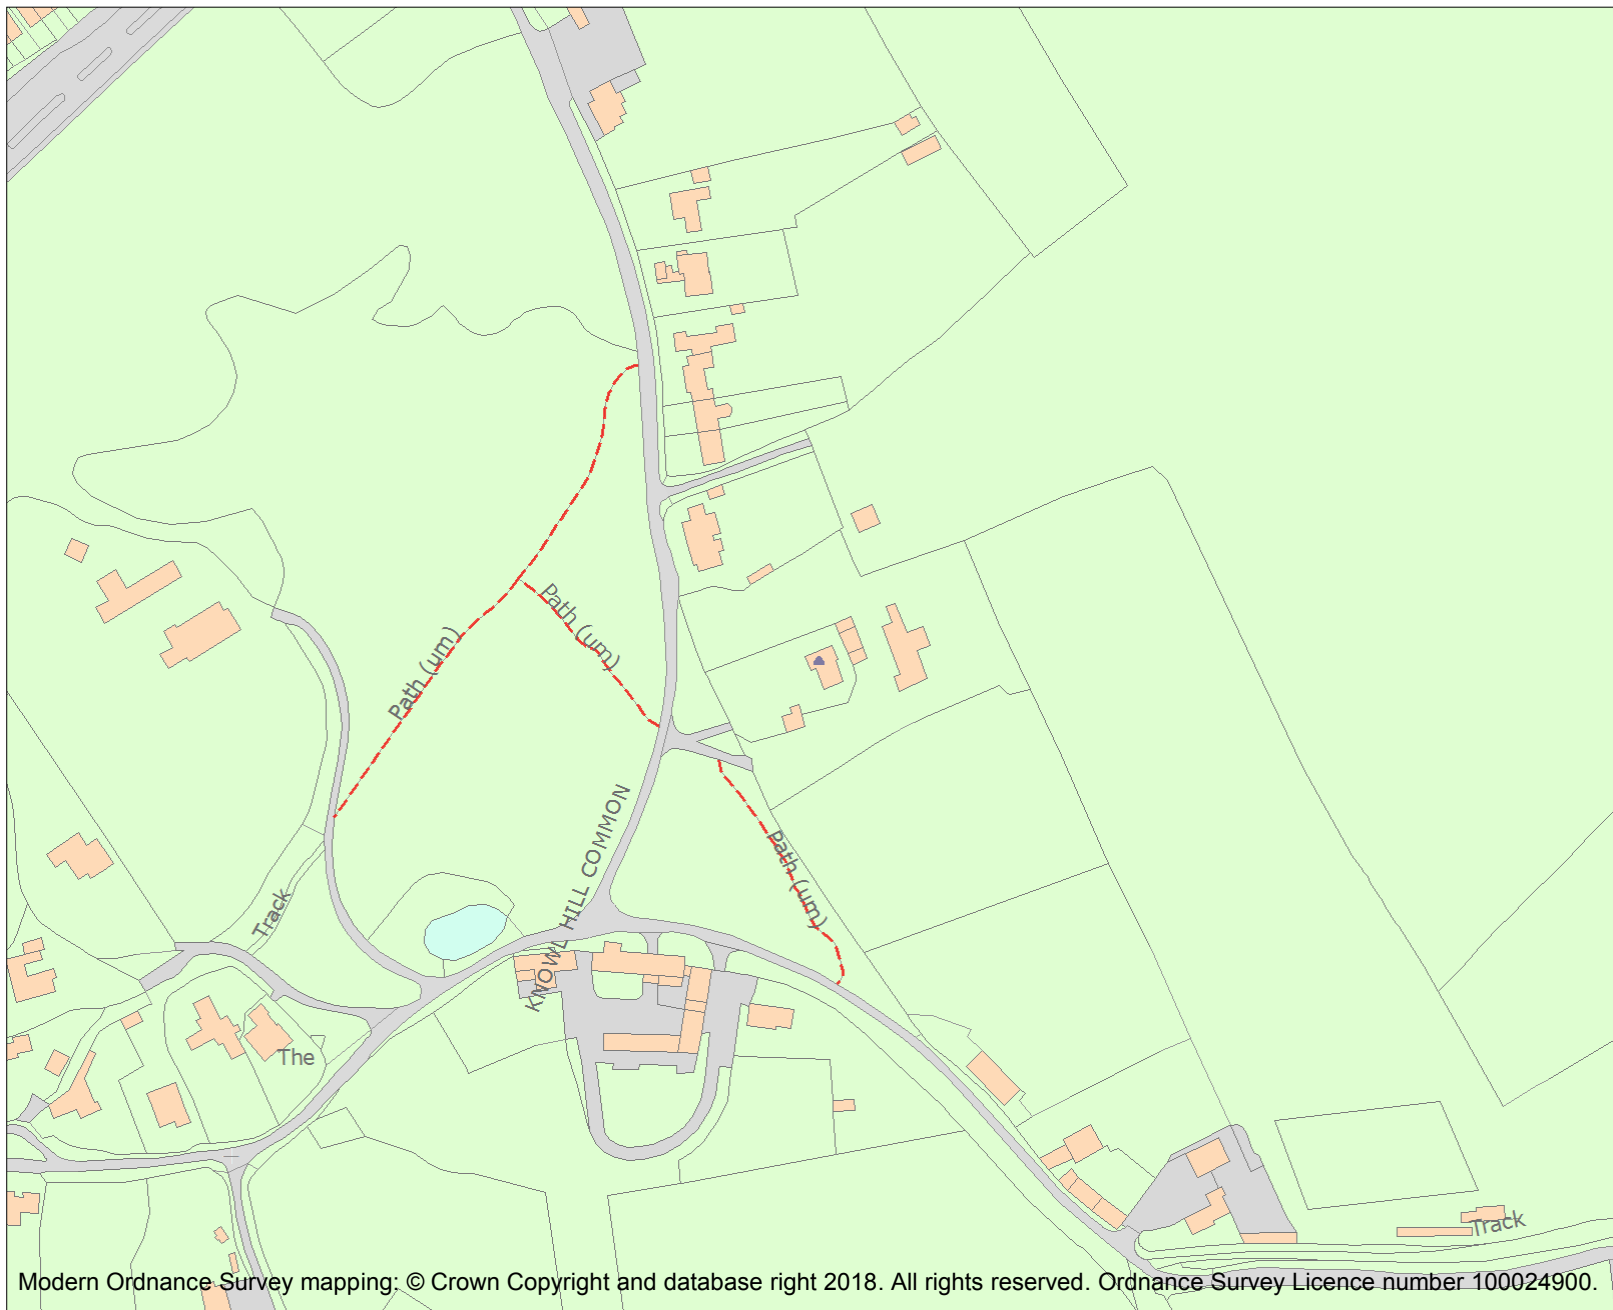 Path (um)
Path (um)
KNOWL HILL COMMON
Path (um)
Track
The
Track
Modern Ordnance Survey mapping: © Crown Copyright and database right 2018. All rights reserved. Ordnance Survey Licence number 100024900.